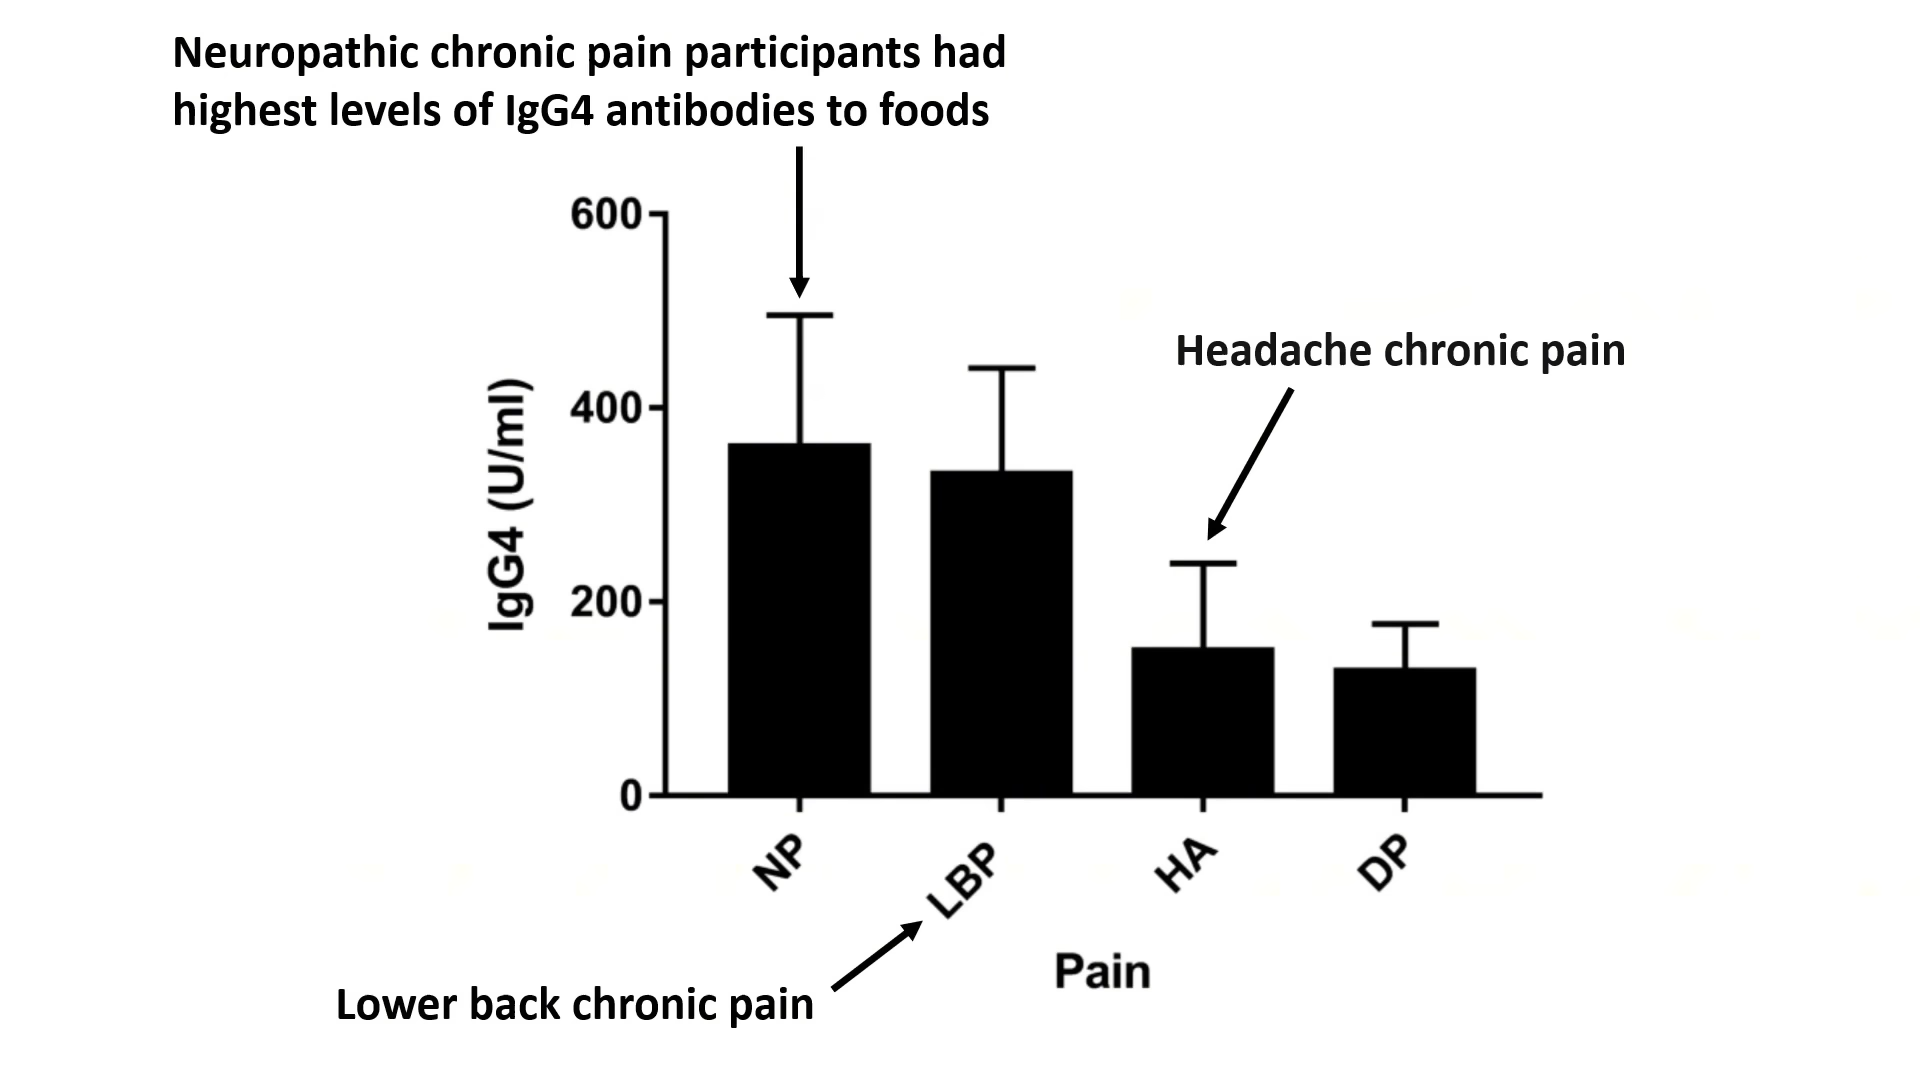 Neuropathic chronic pain participants had
highest levels of IgG4 antibodies to foods
600
400
200
0
IgG4 (U/ml)
Headache chronic pain
NP
LBP
HA
DP
Pain
Lower back chronic pain